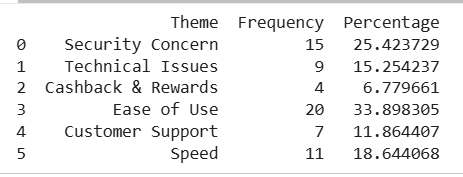 Theme Frequency Percentage
0 Security Concern 15 25.423729
1 Technical Issues 9 15.254237
2 Cashback & Rewards 4 6.779661
3 Ease of Use 20 33.898305
4 Customer Support 7 11.864407
5 Speed 11 18.644068